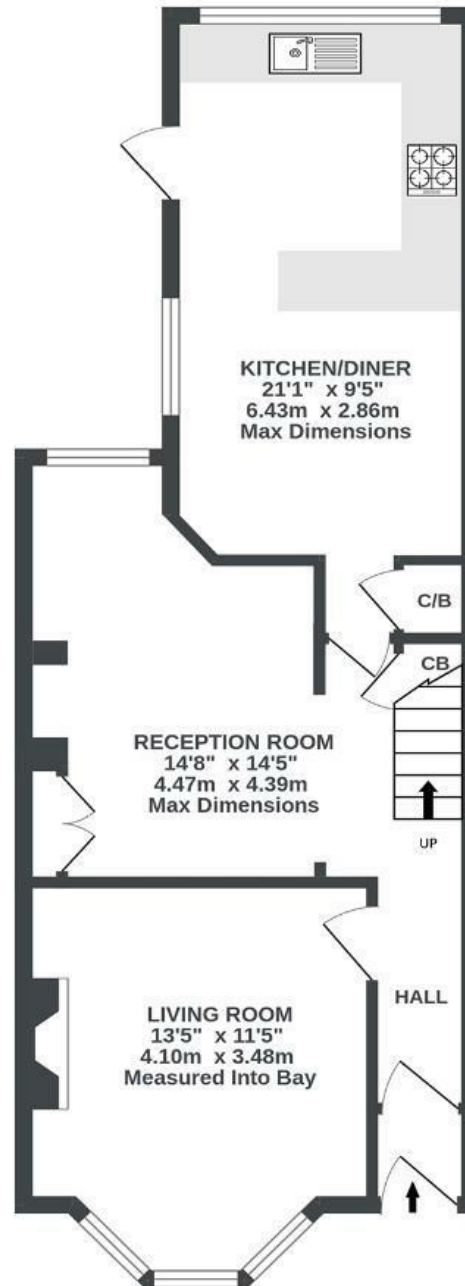 KITCHEN/DINER
21'1" x 9'5"
6.43m x 2.86m
Max Dimensions
C/B
CB
RECEPTION ROOM
14'8" x 14'5"
4.47m x 4.39m
Max Dimensions
UP
HALL
LIVING ROOM
13'5" x 11'5"
4.10m x 3.48m
Measured Into Bay